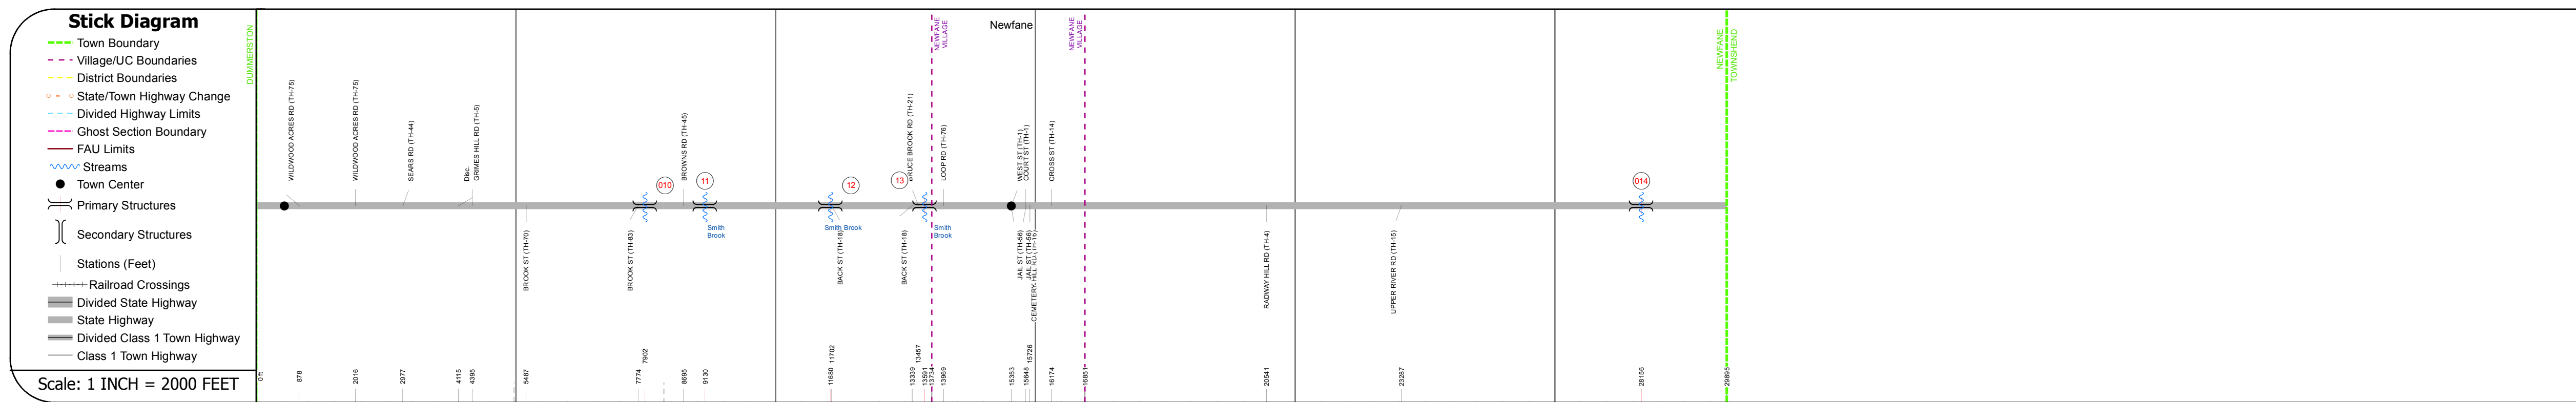 Stick Diagram
Town Boundary
Village/UC Boundaries
District Boundaries
State/Town Highway Change
Divided Highway Limits
Ghost Section Boundary
FAU Limits
Streams
Town Center
Primary Structures
Secondary Structures
Stations (Feet)
Railroad Crossings
Divided State Highway
State Highway
Divided Class 1 Town Highway
Class 1 Town Highway
Scale: 1 INCH = 2000 FEET
DUMMERSTON
NEWFANE
VILLAGE
Newfane
NEWFANE
VILLAGE
NEWFANE
TOWNSHEND
WILDWOOD ACRES RD (TH-75)
WILDWOOD ACRES RD (TH-75)
SEARS RD (TH-44)
Disc.
GRIMES HILL RD (TH-5)
BROWNS RD (TH-45)
BRUCE BROOK RD (TH-21)
LOOP RD (TH-76)
WEST ST (TH-1)
COURT ST (TH-1)
CROSS ST (TH-14)
010
11
12
13
014
BROOK ST (TH-70)
BROOK ST (TH-83)
Smith
Brook
Smith Brook
BACK ST (TH-18)
BACK ST (TH-18)
Smith
Brook
JAIL ST (TH-56)
JAIL ST (TH-56)
CEMETERY HILL RD (TH-16)
RADWAY HILL RD (TH-4)
UPPER RIVER RD (TH-15)
0 ft
878
2016
2977
4115
4395
5487
7774
7902
8695
9130
11680
11702
13339
13457
13591
13734
13969
15353
15648
15726
16174
16851
20541
23287
28156
29895